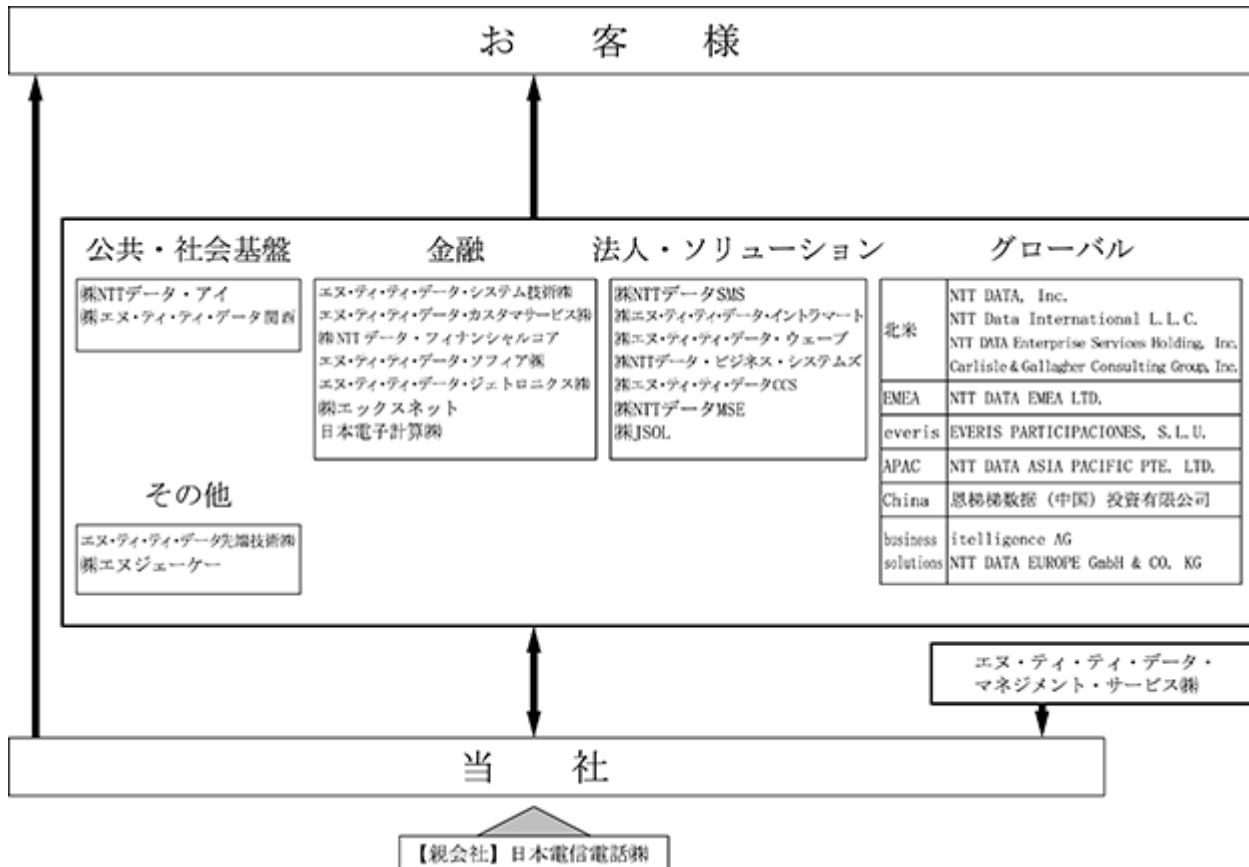 お客様
公共・社会基盤
㈱NTTデータ・アイ
㈱エヌ・ティ・ティ・データ関西
金融
エヌ・ティ・ティ・データ・システム技術㈱
エヌ・ティ・ティ・データ・カスタマサービス㈱
㈱NTTデータ・フィナンシャルコア
エヌ・ティ・ティ・データ・ソフィア㈱
エヌ・ティ・ティ・データ・ジェトロニクス㈱
㈱エックスネット
日本電子計算㈱
法人・ソリューション
㈱NTTデータSMS
㈱エヌ・ティ・ティ・データ・イントラマート
㈱エヌ・ティ・ティ・データ・ウェーブ
㈱NTTデータ・ビジネス・システムズ
㈱エヌ・ティ・ティ・データCCS
㈱NTTデータMSE
㈱JSOL
グローバル
北米
NTT DATA, Inc.
NTT Data International L.L.C.
NTT DATA Enterprise Services Holding, Inc.
Carlisle & Gallagher Consulting Group, Inc.
EMEA NTT DATA EMEA LTD.
everis EVERIS PARTICIPACIONES, S.L.U.
APAC NTT DATA ASIA PACIFIC PTE. LTD.
China 恩梯梯数据（中国）投資有限公司
business solutions
itelligence AG
NTT DATA EUROPE GmbH & CO. KG
その他
エヌ・ティ・ティ・データ先端技術㈱
㈱エヌジェーケー
エヌ・ティ・ティ・データ・
マネジメント・サービス㈱
当社
【親会社】日本電信電話㈱